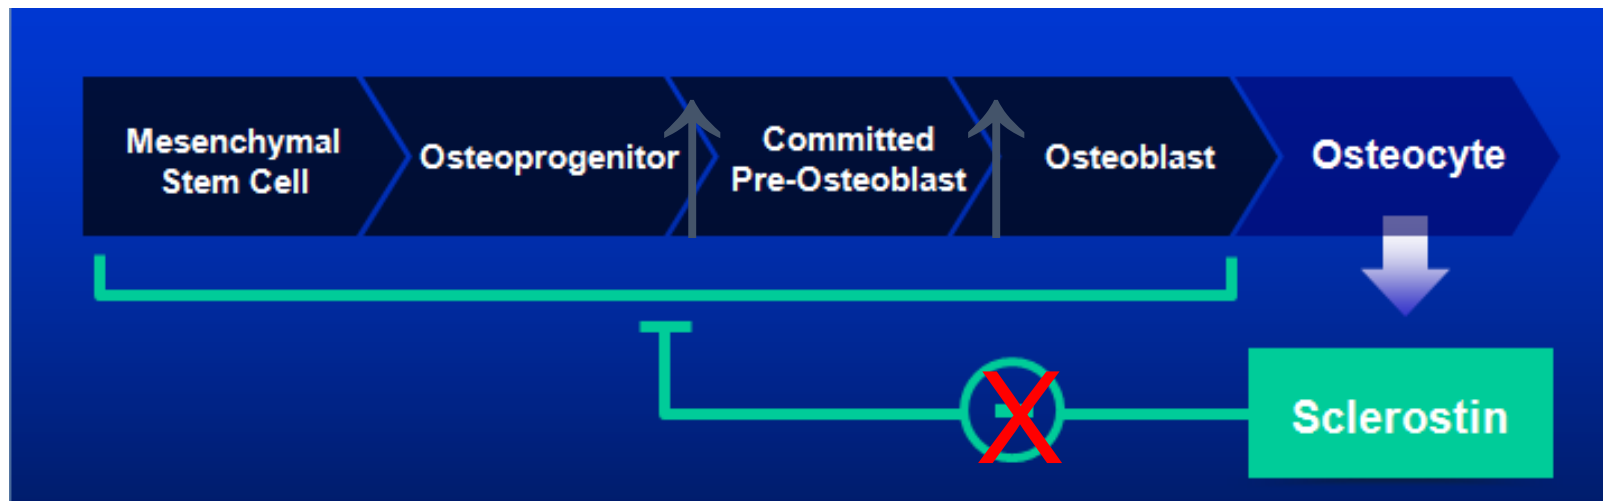 Mesenchymal
Stem Cell
Osteoprogenitor
Committed
Pre-Osteoblast
Osteoblast
Osteocyte
Sclerostin
-
X